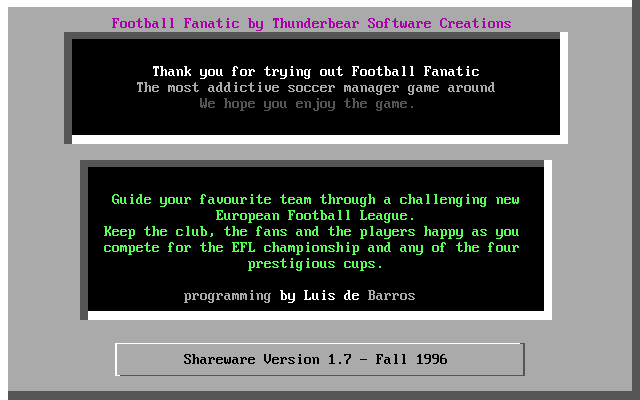 Football Fanatic by Thunderbear Software Creations
Thank you for trying out Football Fanatic
The most addictive soccer manager game around
We hope you enjoy the game.
Guide your favourite team through a challenging new
European Football League.
Keep the club, the fans and the players happy as you
compete for the EFL championship and any of the four
prestigious cups.
programming by Luis de Barros
Shareware Version 1.7 - Fall 1996